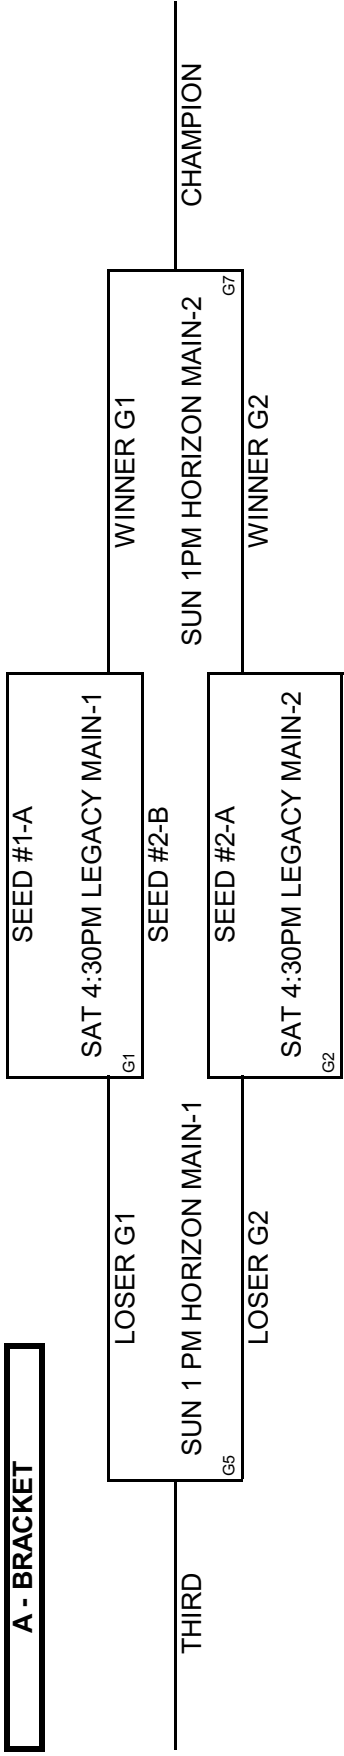 A - BRACKET
SEED #1-A
SAT 4:30PM LEGACY MAIN-1
G1
SEED #2-B
LOSER G1
WINNER G1
THIRD
SUN 1 PM HORIZON MAIN-1
G5
SUN 1PM HORIZON MAIN-2
G7
CHAMPION
SEED #2-A
LOSER G2
WINNER G2
SAT 4:30PM LEGACY MAIN-2
G2